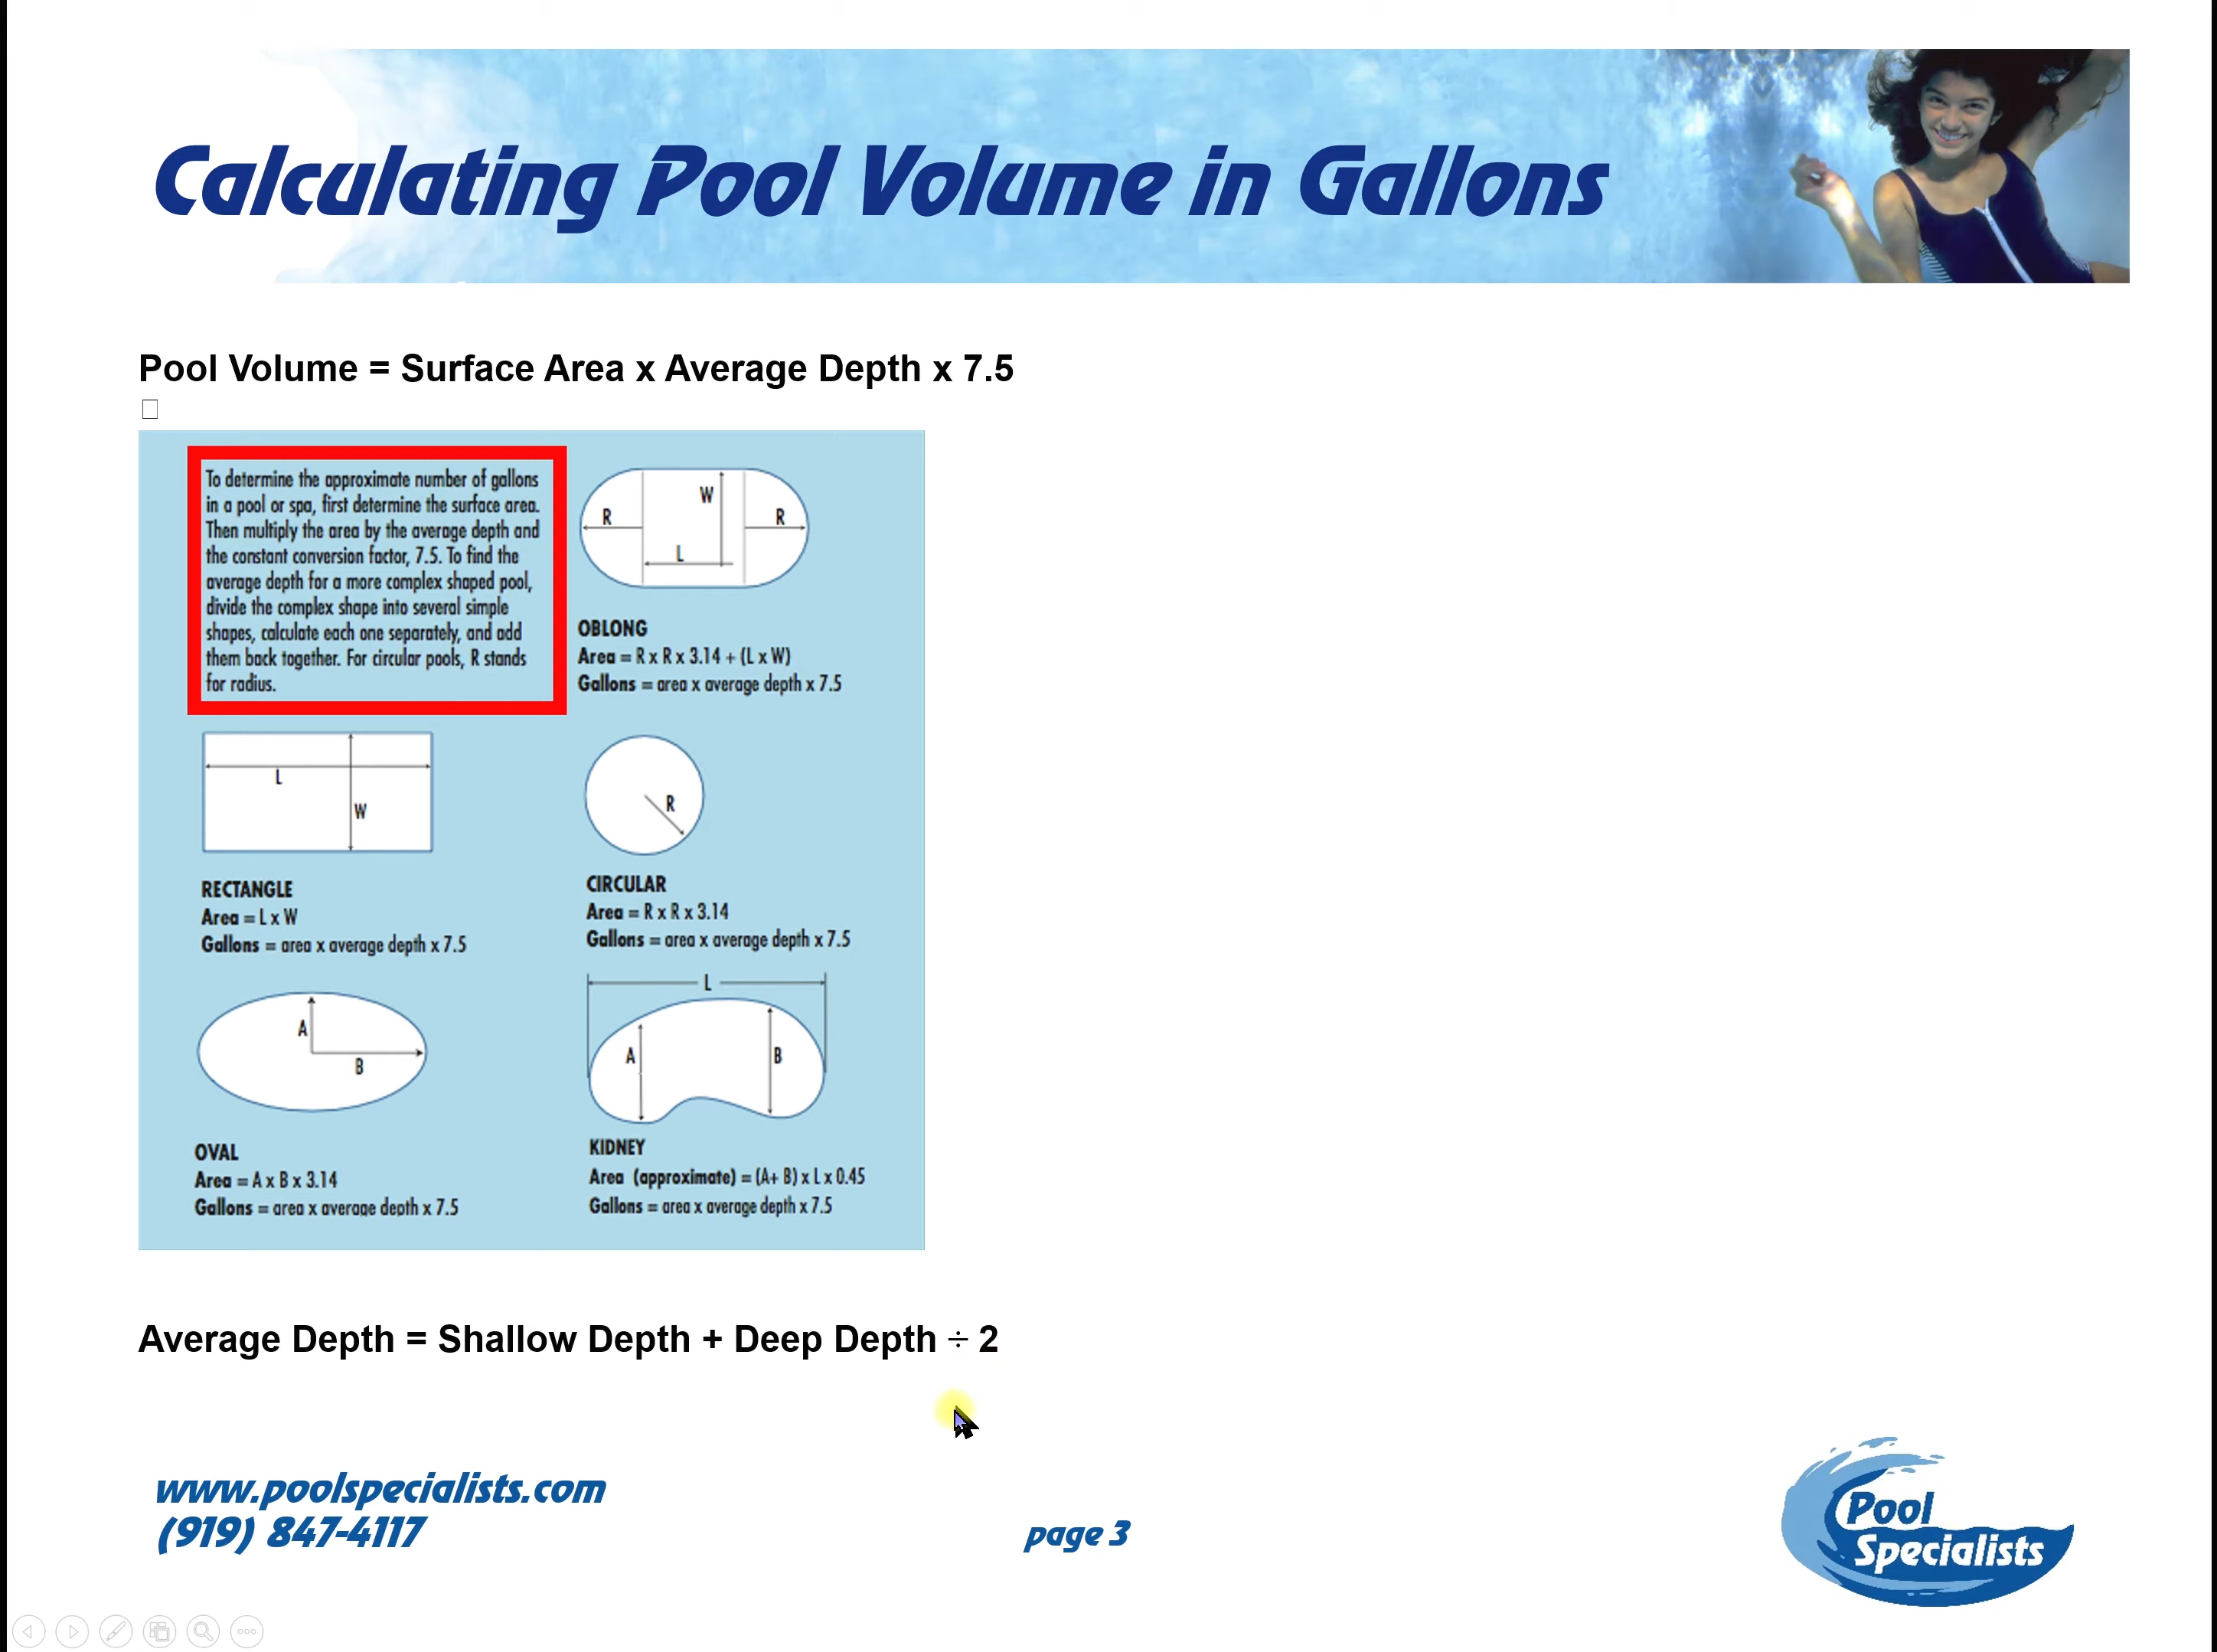 Calculating Pool Volume in Gallons
Pool Volume = Surface Area x Average Depth x 7.5
To determine the approximate number of gallons
in a pool or spa, first determine the surface area.
Then multiply the area by the average depth and
the constant conversion factor, 7.5. To find the
average depth for a more complex shaped pool,
divide the complex shape into several simple
shapes, calculate each one separately, and add
them back together. For circular pools, R stands
for radius.
R
W
L
R
OBLONG
Area = R x R x 3.14 + (L x W)
Gallons = area x average depth x 7.5
L
W
RECTANGLE
Area = L x W
Gallons = area x average depth x 7.5
R
CIRCULAR
Area = R x R x 3.14
Gallons = area x average depth x 7.5
A
B
OVAL
Area = A x B x 3.14
Gallons = area x average depth x 7.5
L
A
B
KIDNEY
Area (approximate) = (A+ B) x L x 0.45
Gallons = area x average depth x 7.5
Average Depth = Shallow Depth + Deep Depth ÷ 2
www.poolspecialists.com
(919) 847-4117
page 3
Pool
Specialists